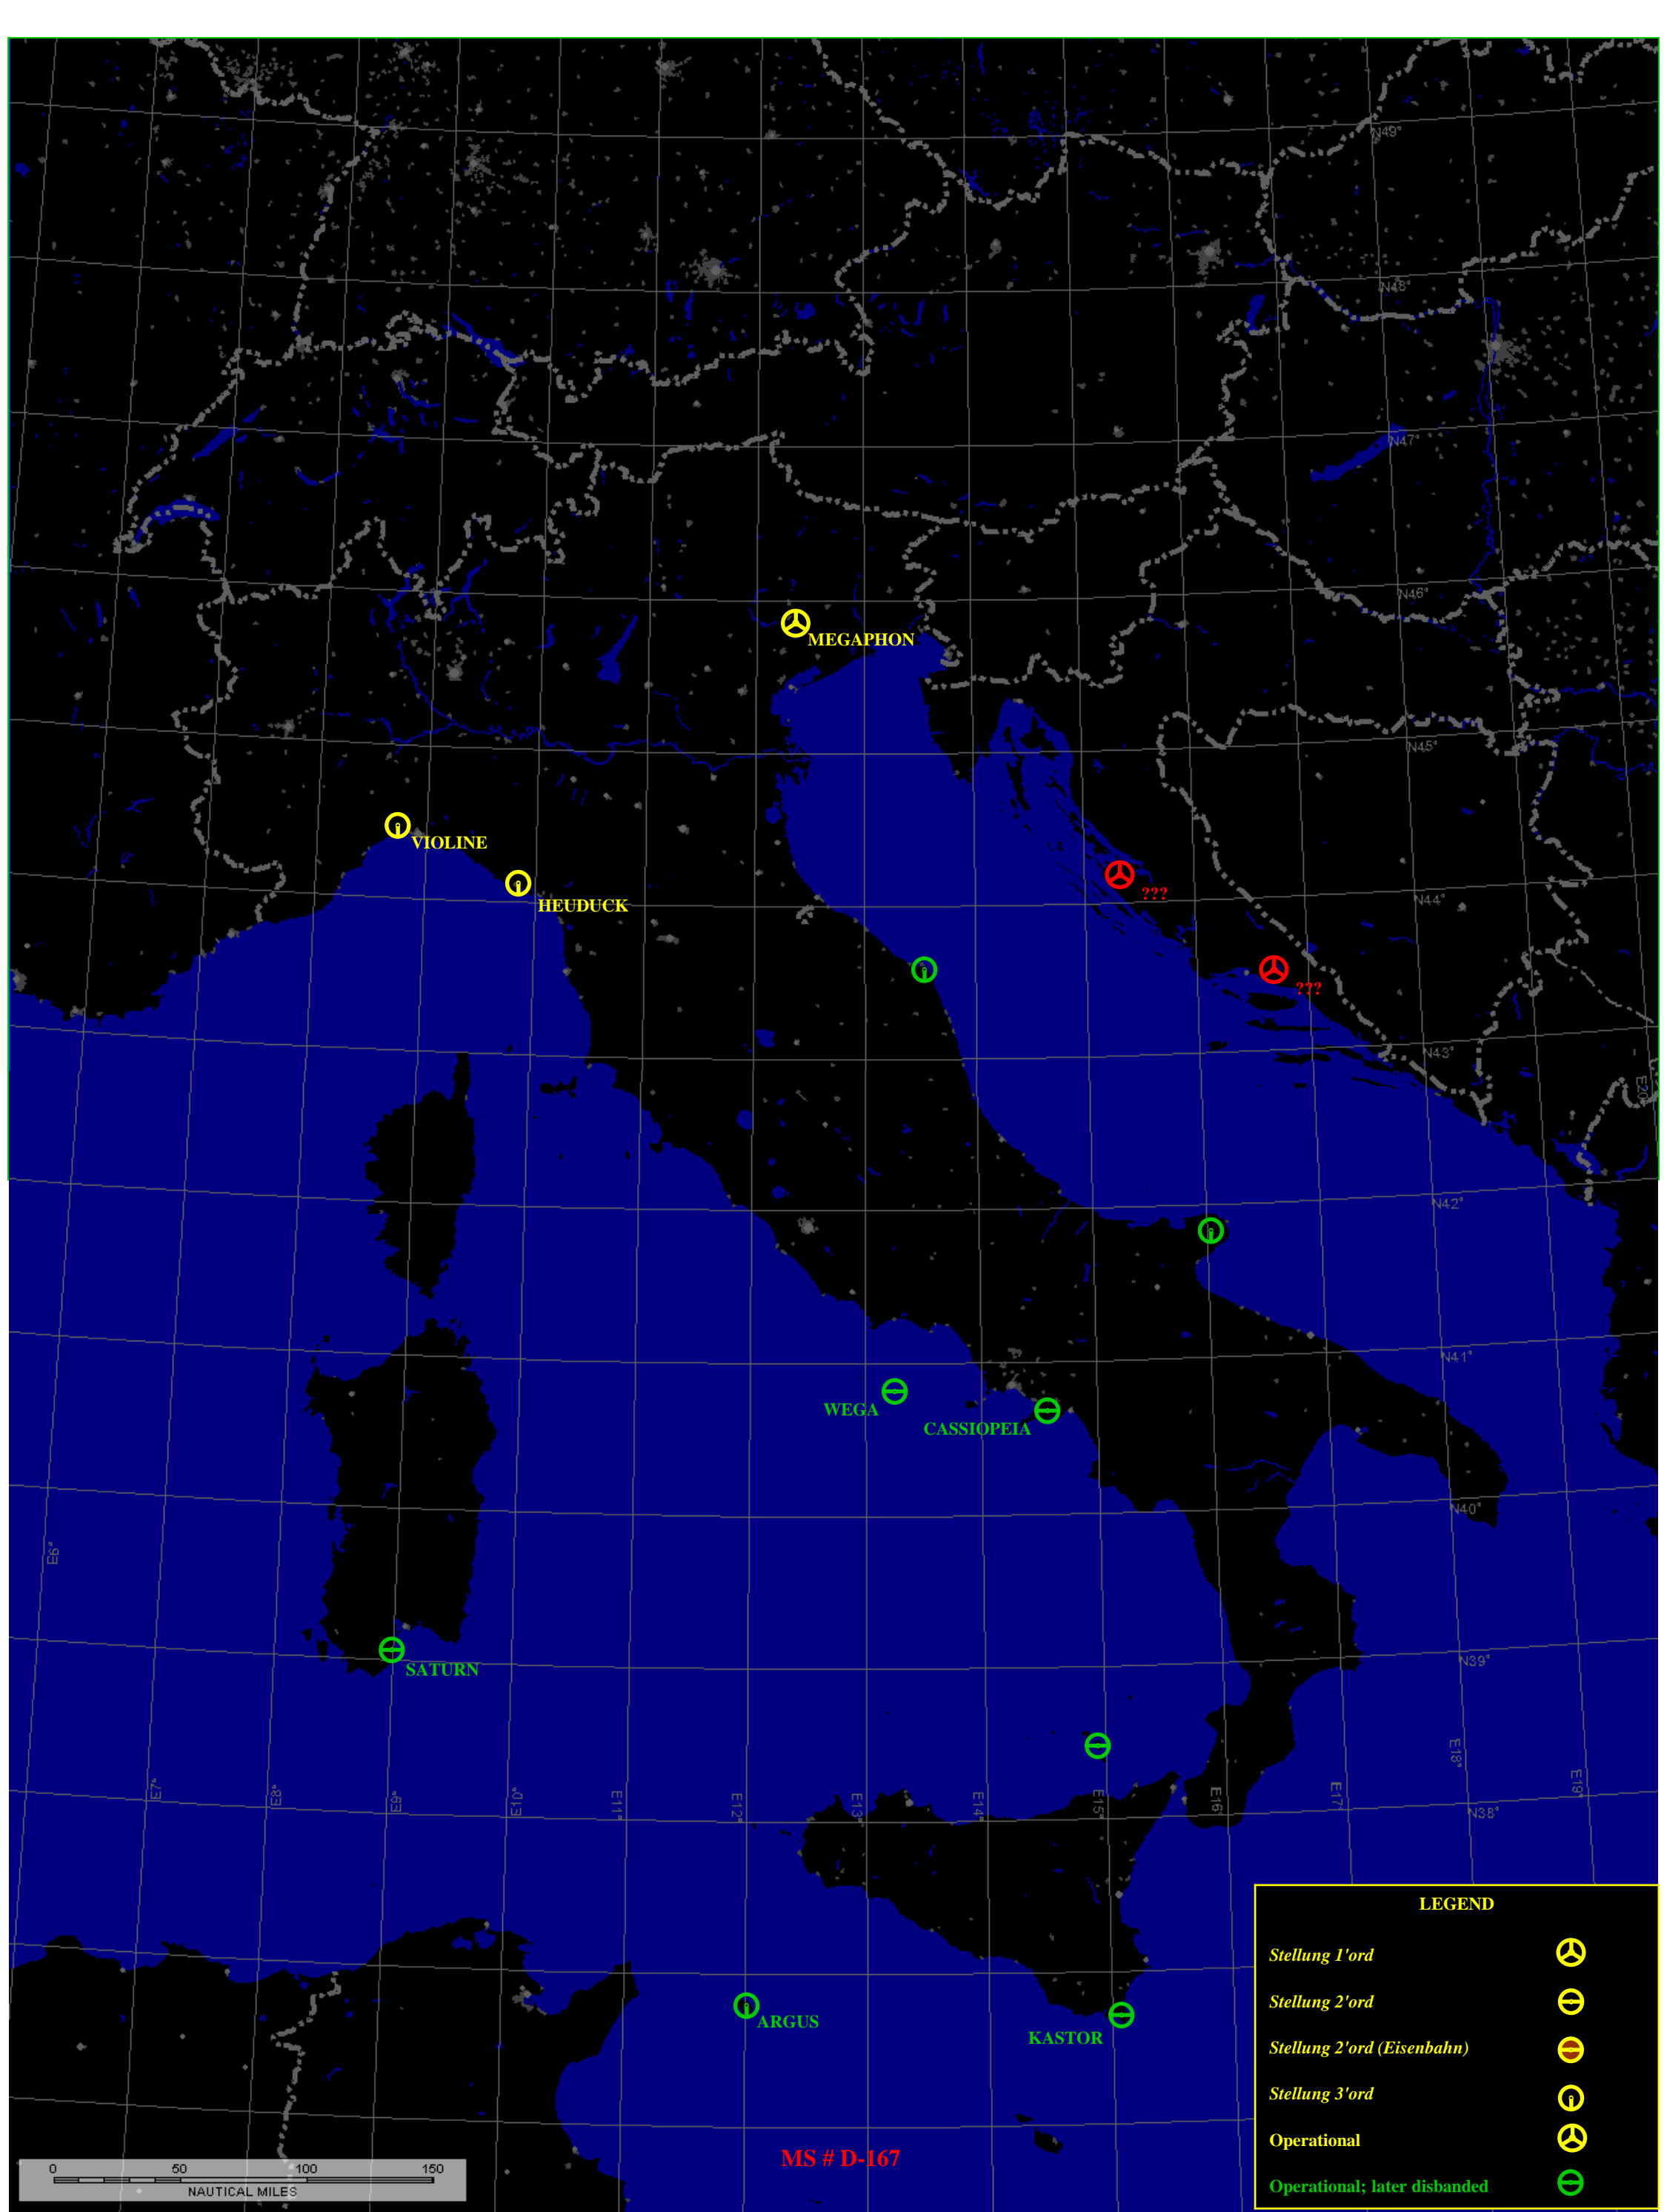 N49°
N48°
N47°
N46°
MEGAPHON
N45°
VIOLINE
HEUDUCK
???
N44°
???
N43°
E20°
N42°
N41°
WEGA
CASSIOPEIA
N40°
E6°
SATURN
N39°
E7°
E8°
E9°
E10°
E11°
E12°
E13°
E14°
E15°
E16°
E17°
E18°
E19°
N38°
ARGUS
KASTOR
LEGEND
Stellung 1'ord
Stellung 2'ord
Stellung 2'ord (Eisenbahn)
Stellung 3'ord
Operational
Operational; later disbanded
MS # D-167
0 50 100 150
NAUTICAL MILES